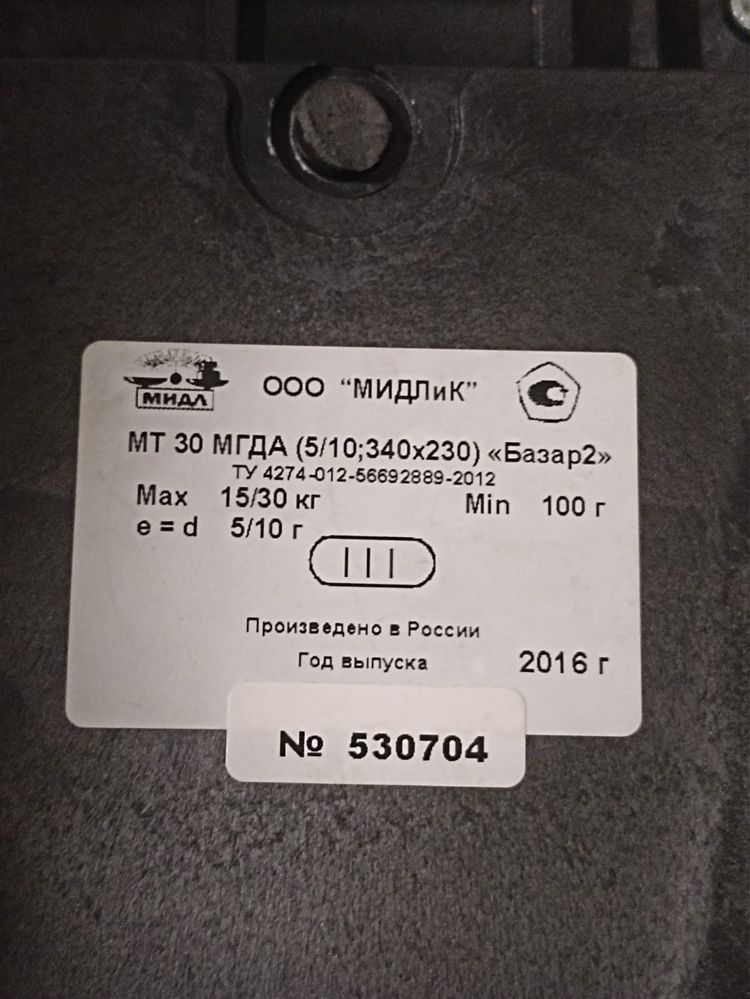 МИДЛ
ООО "МИДЛиК"
МТ 30 МГДА (5/10;340х230) «Базар2»
ТУ 4274-012-56692889-2012
Max 15/30 кг Min 100 г
e = d 5/10 г
III
Произведено в России
Год выпуска 2016 г
№ 530704